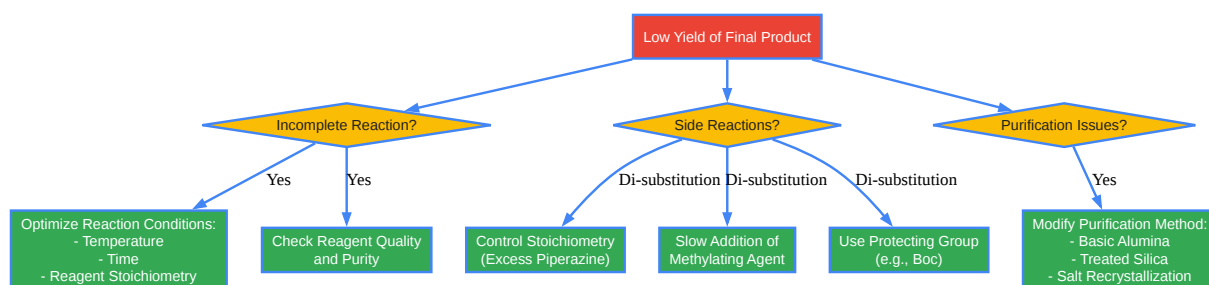 Low Yield of Final Product
Incomplete Reaction?
Side Reactions?
Purification Issues?
Yes
Yes
Di-substitution
Di-substitution
Di-substitution
Yes
Optimize Reaction Conditions:
- Temperature
- Time
- Reagent Stoichiometry
Check Reagent Quality
and Purity
Control Stoichiometry
(Excess Piperazine)
Slow Addition of
Methylating Agent
Use Protecting Group
(e.g., Boc)
Modify Purification Method:
- Basic Alumina
- Treated Silica
- Salt Recrystallization